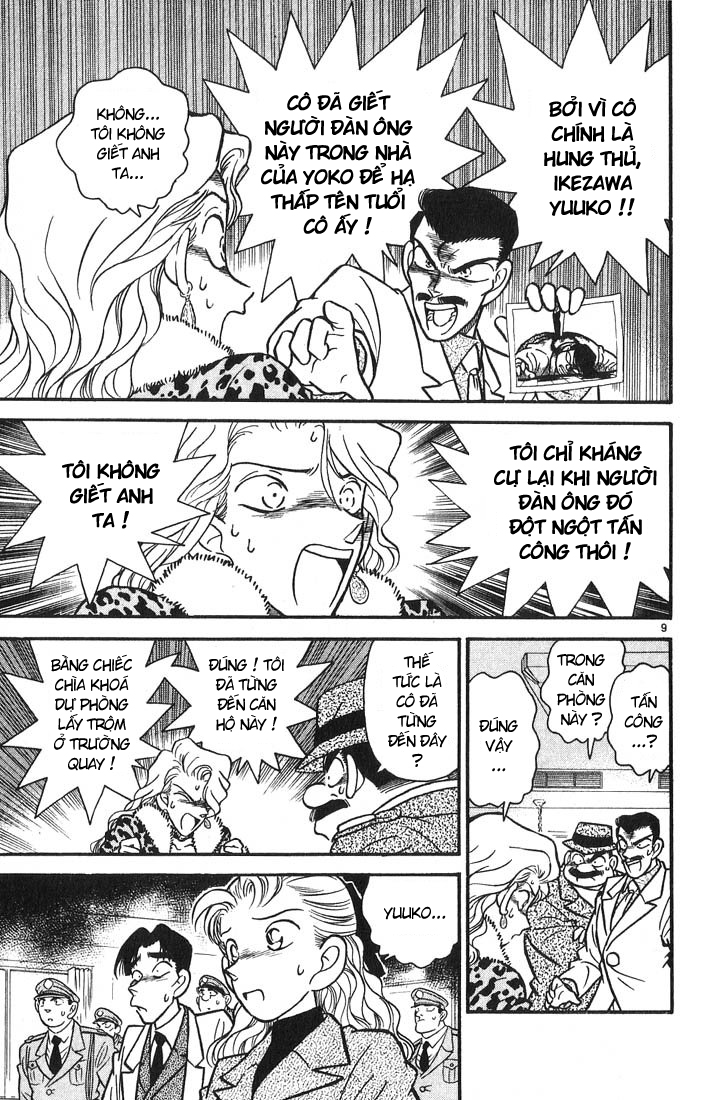 BỞI VÌ CÔ
CHÍNH LÀ
HUNG THỦ,
IKEZAWA
YUUKO !!
CÔ ĐÃ GIẾT
NGƯỜI ĐÀN ÔNG
NÀY TRONG NHÀ
CỦA YOKO ĐỂ HẠ
THẤP TÊN TUỔI
CÔ ẤY !
KHÔNG...
TÔI KHÔNG
GIẾT ANH
TA...
TÔI CHỈ KHÁNG
CỰ LẠI KHI NGƯỜI
ĐÀN ÔNG ĐÓ
ĐỘT NGỘT TẤN
CÔNG THÔI !
TÔI KHÔNG
GIẾT ANH
TA !
9
TẤN
CÔNG
...?
TRONG
CĂN
PHÒNG
NÀY ?
ĐÚNG
VẬY
...
THẾ
TỨC LÀ
CÔ ĐÃ
TỪNG
ĐẾN ĐÂY
?
ĐÚNG ! TÔI
ĐÃ TỪNG
ĐẾN CĂN
HỘ NÀY !
BẰNG CHIẾC
CHÌA KHOÁ
DỰ PHÒNG
LẤY TRỘM
Ở TRƯỜNG
QUAY !
YUUKO...